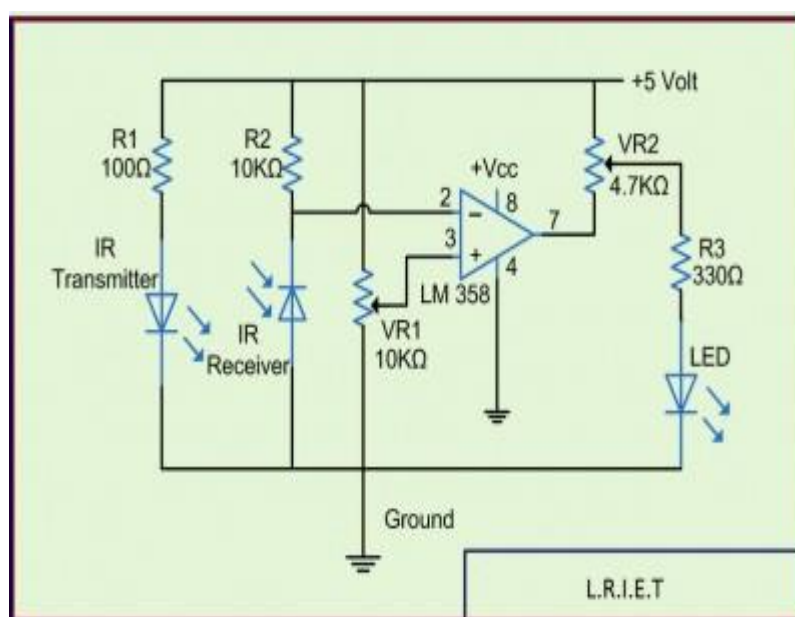 +5 Volt
R1
100Ω
R2
10KΩ
VR2
4.7KΩ
+Vcc
2
8
7
3
4
R3
330Ω
IR
Transmitter
LM 358
IR
Receiver
VR1
10KΩ
LED
Ground
L.R.I.E.T